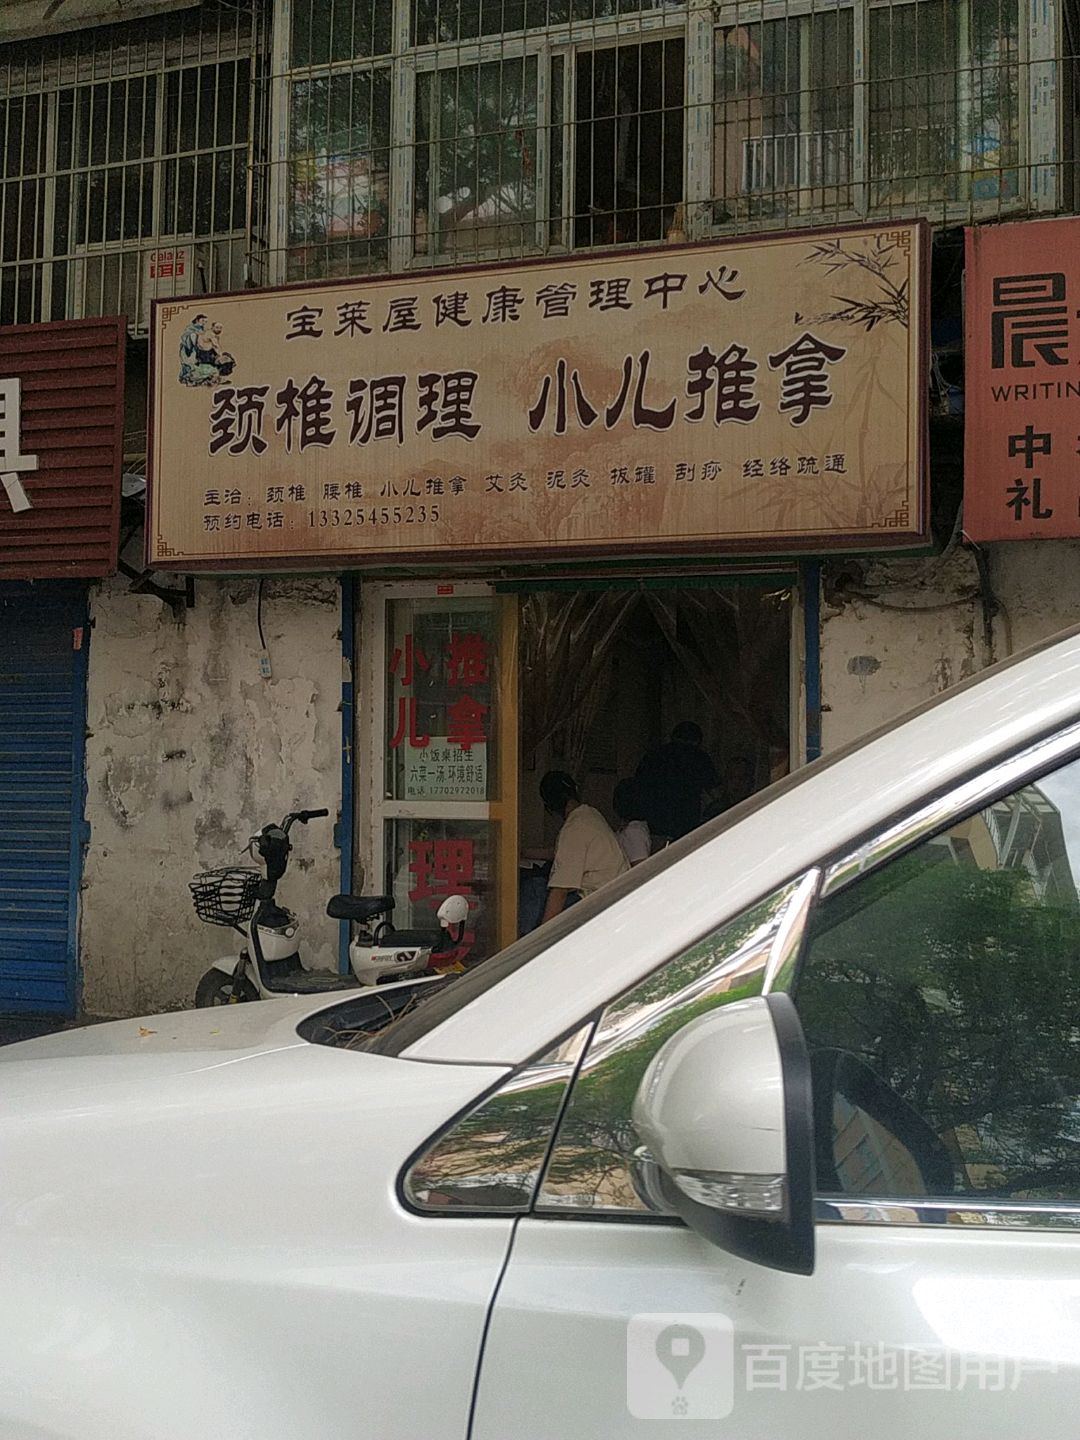 宝莱屋健康管理中心
颈椎调理 小儿推拿
主治：颈椎 腰椎 小儿推拿 艾灸 泥灸 拔罐 刮痧 经络疏通
预约电话：13325455235
具
晨
WRITIN
中
礼
Galanz
小儿
推拿
小饭桌招生
六菜一汤.环境舒适
电话 17702972018
理
百度地图用户